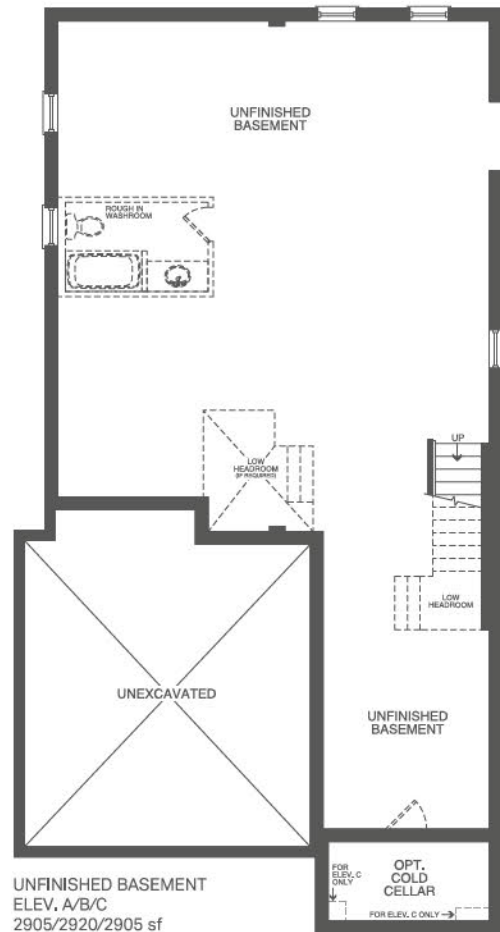 UNFINISHED
BASEMENT
ROUGH IN
WASHROOM
UP
LOW
HEADROOM
(IF REQUIRED)
LOW
HEADROOM
UNEXCAVATED
UNFINISHED
BASEMENT
FOR
ELEV. C
ONLY
OPT.
COLD
CELLAR
FOR ELEV. C ONLY
UNFINISHED BASEMENT
ELEV. A/B/C
2905/2920/2905 sf